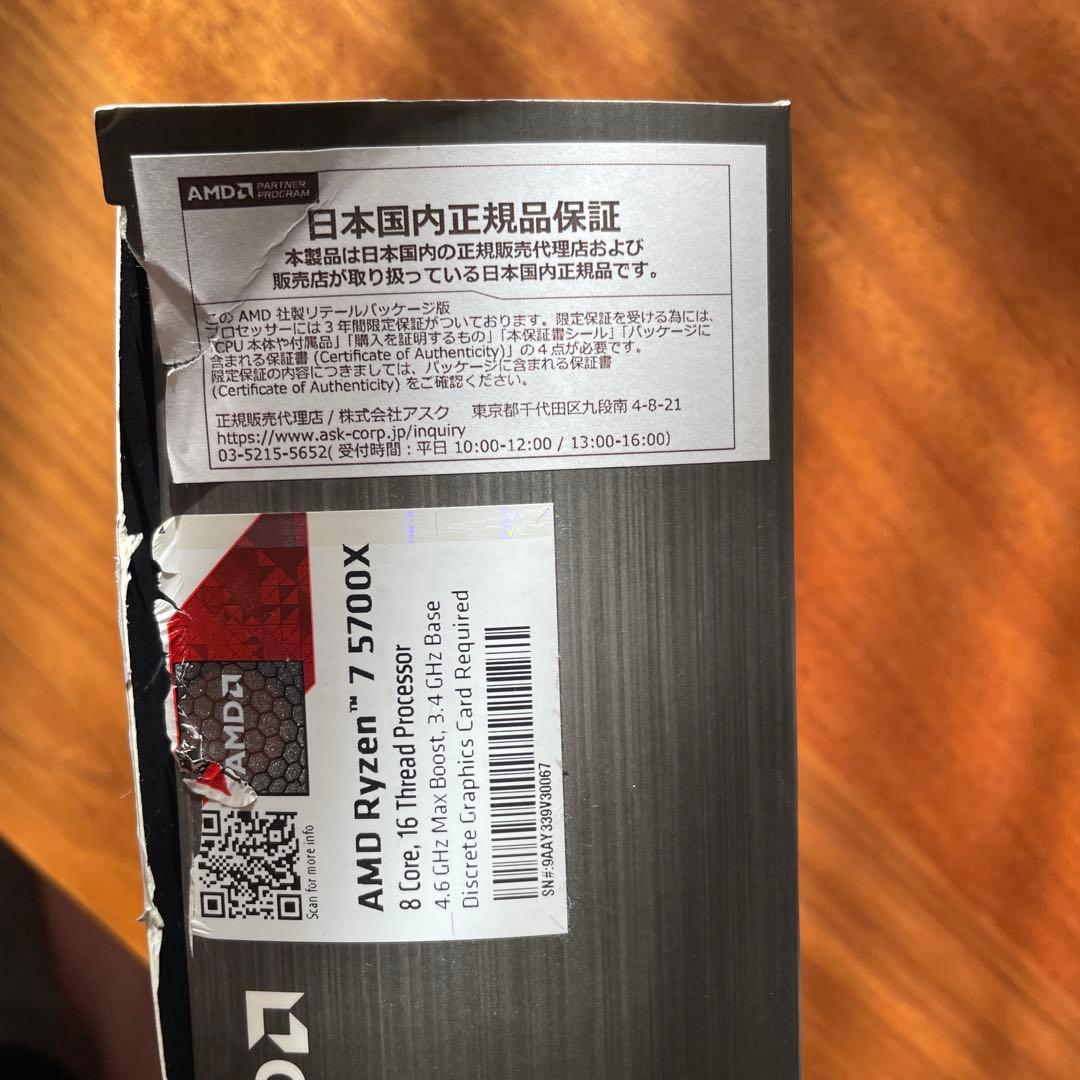 AMD PARTNER PROGRAM
日本国内正規品保証
本製品は日本国内の正規販売代理店および
販売店が取り扱っている日本国内正規品です。
この AMD 社製リテールパッケージ版
プロセッサーには３年間限定保証がついております。限定保証を受ける為には、
「CPU 本体や付属品」「購入を証明するもの」「本保証書シール」「パッケージに
含まれる保証書 (Certificate of Authenticity)」の４点が必要です。
限定保証の内容につきましては、パッケージに含まれる保証書
(Certificate of Authenticity) をご確認ください。
正規販売代理店 / 株式会社アスク 東京都千代田区九段南 4-8-21
https://www.ask-corp.jp/inquiry
03-5215-5652( 受付時間：平日 10:00-12:00 / 13:00-16:00)
AMD
Scan for more info
AMD Ryzen™ 7 5700X
8 Core, 16 Thread Processor
4.6 GHz Max Boost, 3.4 GHz Base
Discrete Graphics Card Required
SN#:9AAY339V30067